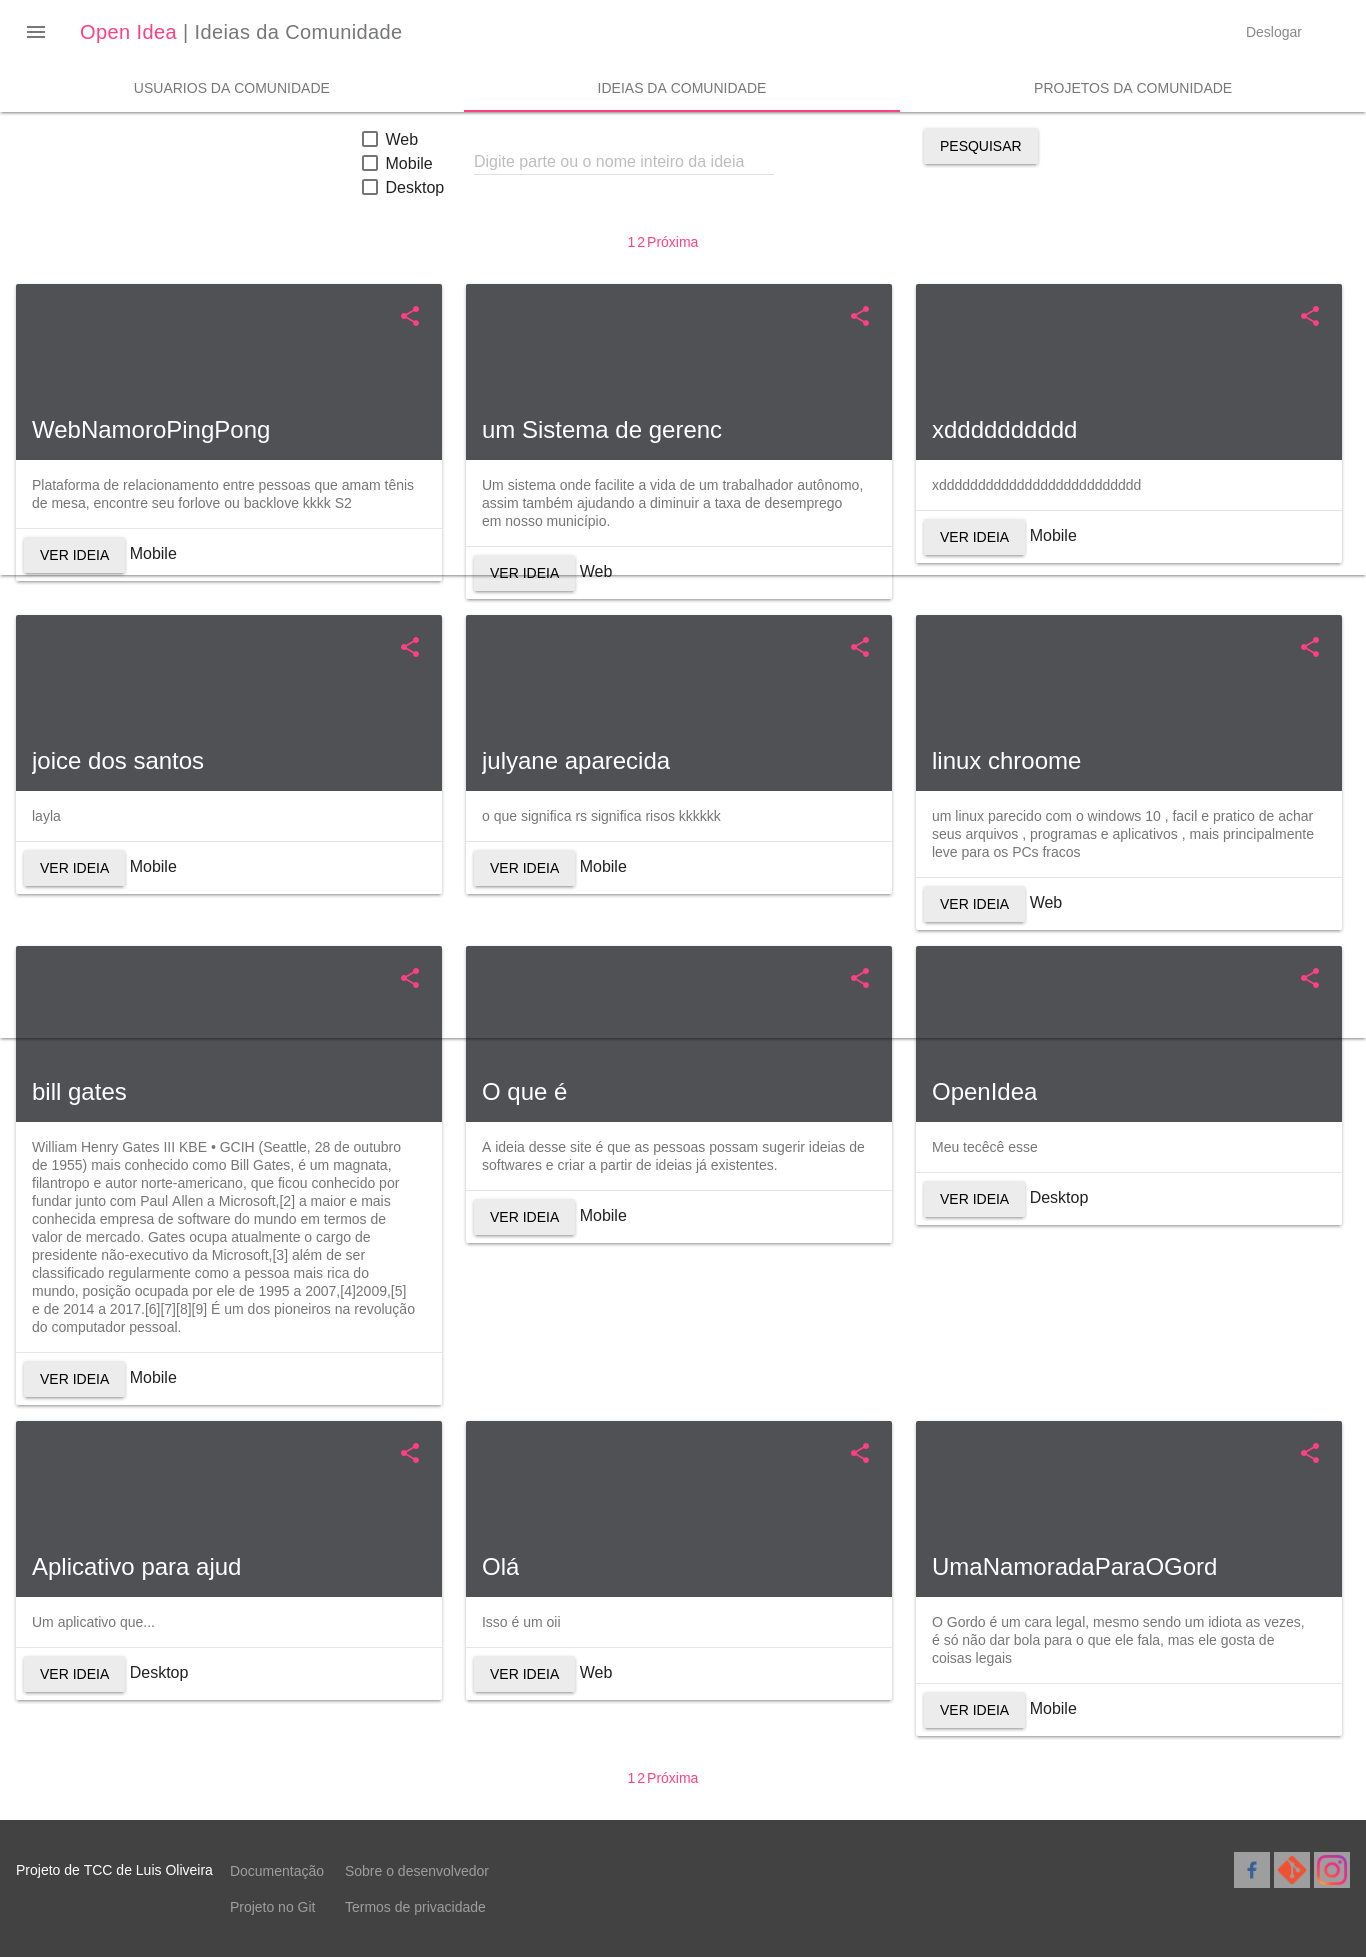 Open Idea | Ideias da Comunidade
Deslogar
USUARIOS DA COMUNIDADE
IDEIAS DA COMUNIDADE
PROJETOS DA COMUNIDADE
Web
Mobile
Desktop
Digite parte ou o nome inteiro da ideia
PESQUISAR
1 2 Próxima
WebNamoroPingPong
Plataforma de relacionamento entre pessoas que amam tênis
de mesa, encontre seu forlove ou backlove kkkk S2
VER IDEIA Mobile
um Sistema de gerenc
Um sistema onde facilite a vida de um trabalhador autônomo,
assim também ajudando a diminuir a taxa de desemprego
em nosso município.
VER IDEIA Web
xdddddddddd
xdddddddddddddddddddddddddd
VER IDEIA Mobile
joice dos santos
layla
VER IDEIA Mobile
julyane aparecida
o que significa rs significa risos kkkkkk
VER IDEIA Mobile
linux chroome
um linux parecido com o windows 10 , facil e pratico de achar
seus arquivos , programas e aplicativos , mais principalmente
leve para os PCs fracos
VER IDEIA Web
bill gates
William Henry Gates III KBE • GCIH (Seattle, 28 de outubro
de 1955) mais conhecido como Bill Gates, é um magnata,
filantropo e autor norte-americano, que ficou conhecido por
fundar junto com Paul Allen a Microsoft,[2] a maior e mais
conhecida empresa de software do mundo em termos de
valor de mercado. Gates ocupa atualmente o cargo de
presidente não-executivo da Microsoft,[3] além de ser
classificado regularmente como a pessoa mais rica do
mundo, posição ocupada por ele de 1995 a 2007,[4]2009,[5]
e de 2014 a 2017.[6][7][8][9] É um dos pioneiros na revolução
do computador pessoal.
VER IDEIA Mobile
O que é
A ideia desse site é que as pessoas possam sugerir ideias de
softwares e criar a partir de ideias já existentes.
VER IDEIA Mobile
OpenIdea
Meu tecêcê esse
VER IDEIA Desktop
Aplicativo para ajud
Um aplicativo que...
VER IDEIA Desktop
Olá
Isso é um oii
VER IDEIA Web
UmaNamoradaParaOGord
O Gordo é um cara legal, mesmo sendo um idiota as vezes,
é só não dar bola para o que ele fala, mas ele gosta de
coisas legais
VER IDEIA Mobile
1 2 Próxima
Projeto de TCC de Luis Oliveira
Documentação
Sobre o desenvolvedor
Projeto no Git
Termos de privacidade